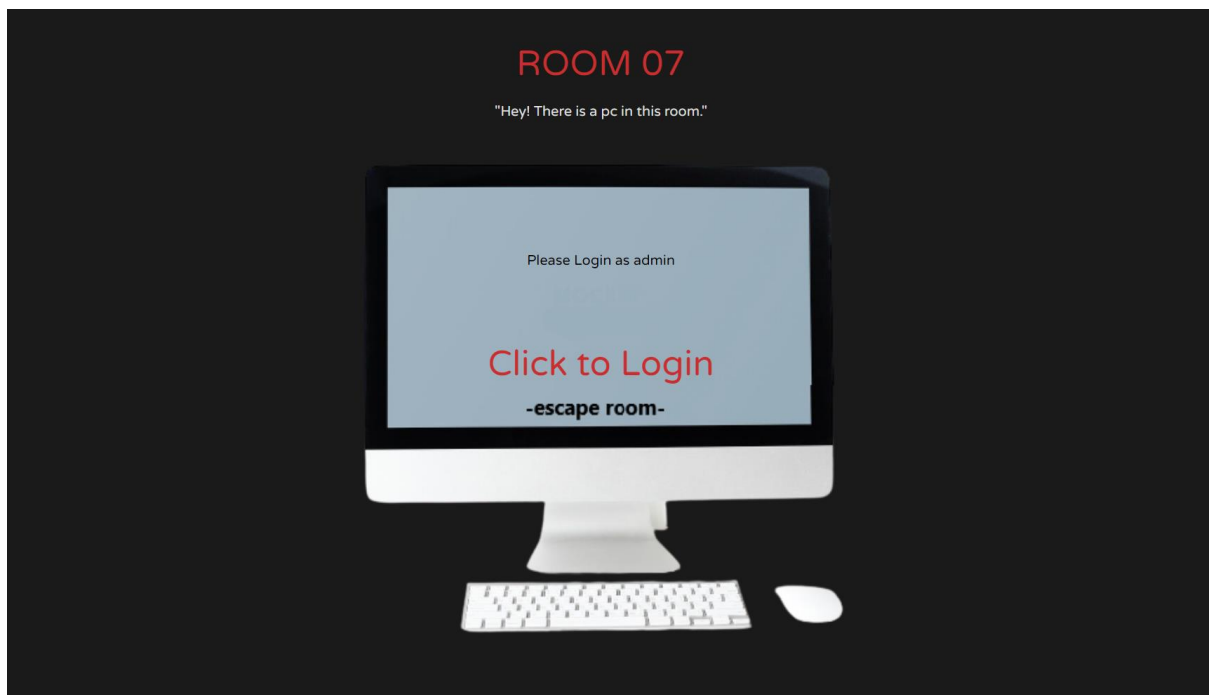 ROOM 07
"Hey! There is a pc in this room."
Please Login as admin
Click to Login
-escape room-